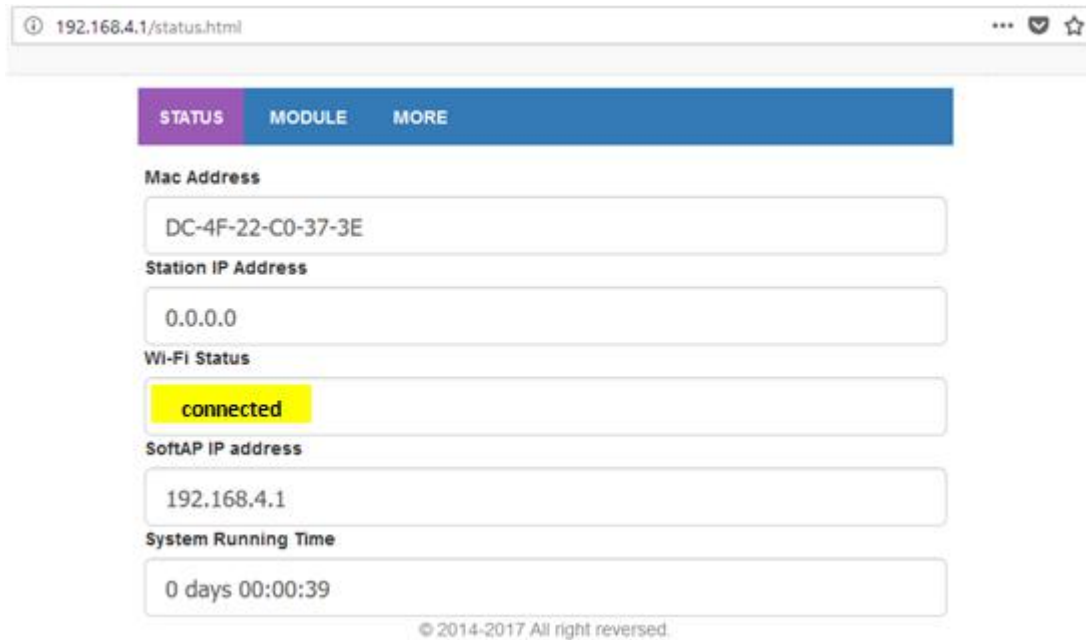 192.168.4.1/status.html
STATUS MODULE MORE
Mac Address
DC-4F-22-C0-37-3E
Station IP Address
0.0.0.0
Wi-Fi Status
connected
SoftAP IP address
192.168.4.1
System Running Time
0 days 00:00:39
© 2014-2017 All right reversed.